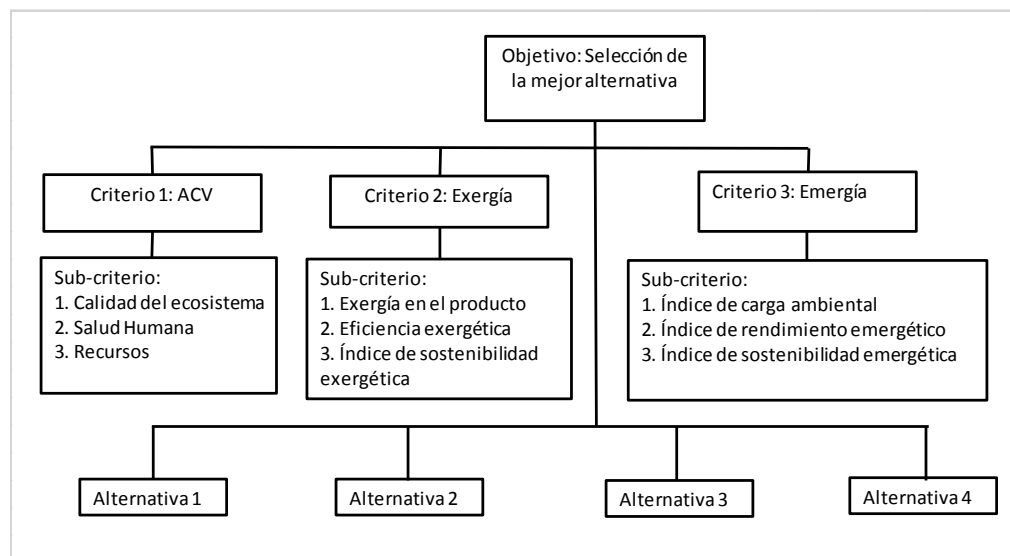 Objetivo: Selección de
la mejor alternativa
Criterio 1: ACV
Criterio 2: Exergía
Criterio 3: Emergía
Sub-criterio:
1. Calidad del ecosistema
2. Salud Humana
3. Recursos
Sub-criterio:
1. Exergía en el producto
2. Eficiencia exergética
3. Índice de sostenibilidad
exergética
Sub-criterio:
1. Índice de carga ambiental
2. Índice de rendimiento emergético
3. Índice de sostenibilidad emergética
Alternativa 1
Alternativa 2
Alternativa 3
Alternativa 4